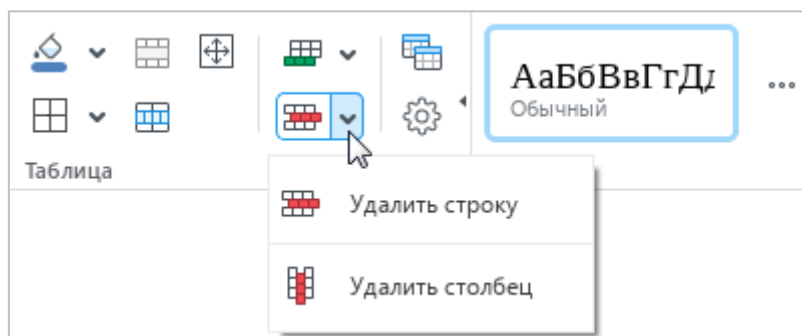 АаБбВвГгДд
Обычный
Таблица
Удалить строку
Удалить столбец